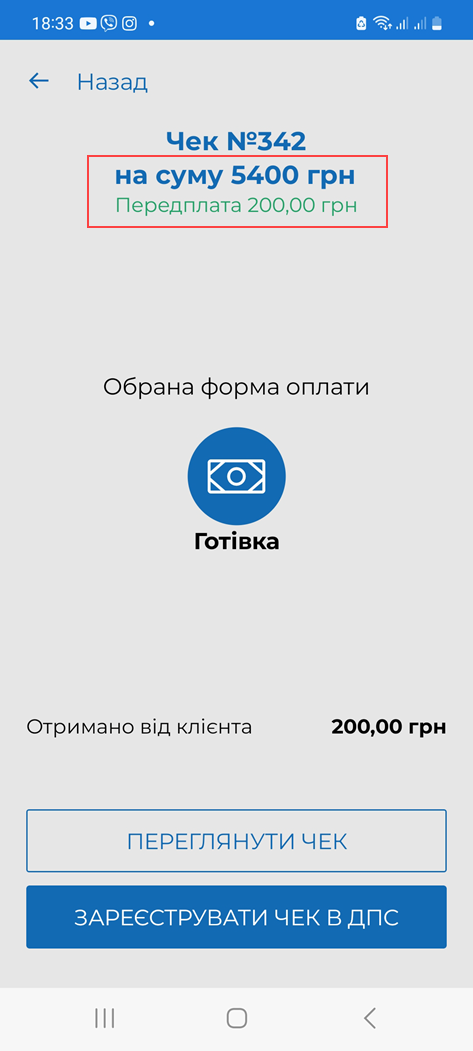 18:33
Назад
Чек №342
на суму 5400 грн
Передплата 200,00 грн
Обрана форма оплати
Готівка
Отримано від клієнта 200,00 грн
ПЕРЕГЛЯНУТИ ЧЕК
ЗАРЕЄСТРУВАТИ ЧЕК В ДПС